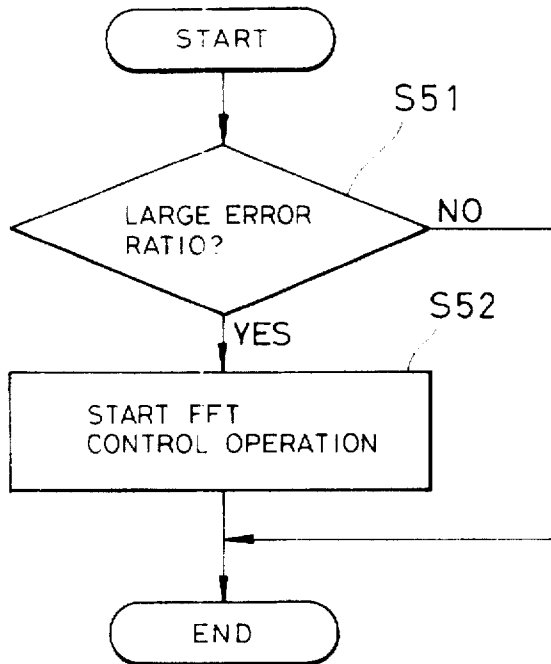 START
S51
LARGE ERROR
RATIO?
NO
YES
S52
START FFT
CONTROL OPERATION
END